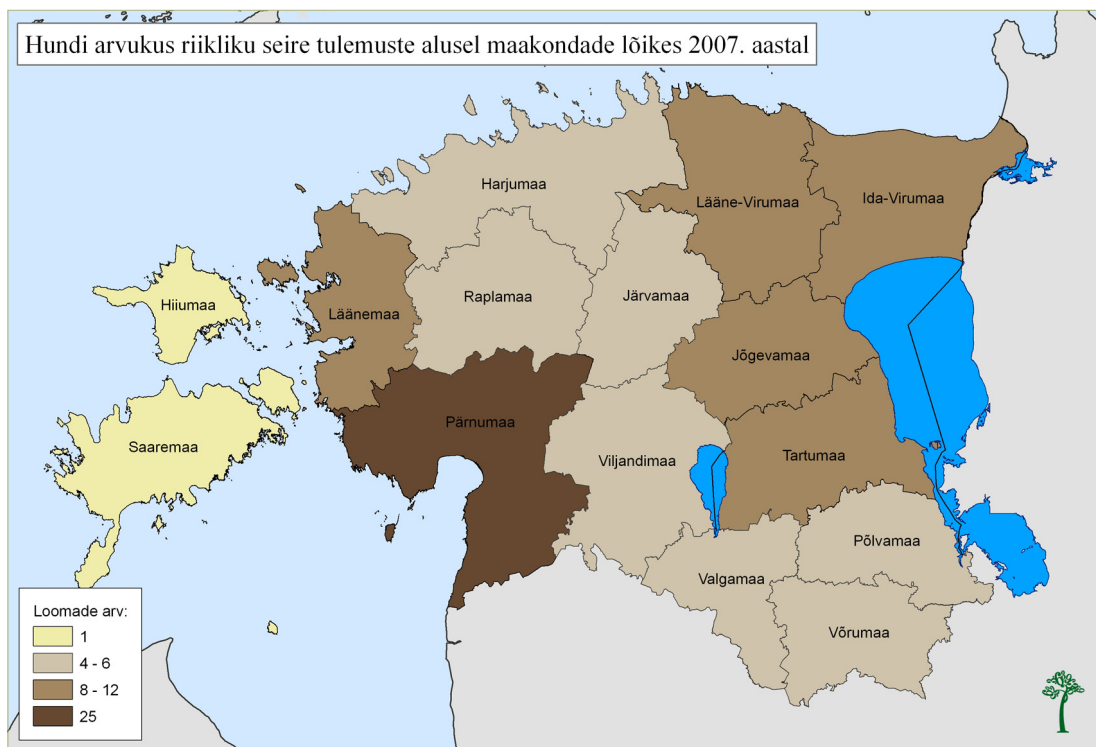 Hundi arvukus riikliku seire tulemuste alusel maakondade lõikes 2007. aastal
Harjumaa
Lääne-Virumaa
Ida-Virumaa
Hiiumaa
Läänemaa
Raplamaa
Järvamaa
Jõgevamaa
Saaremaa
Pärnumaa
Viljandimaa
Tartumaa
Põlvamaa
Valgamaa
Võrumaa
Loomade arv:
1
4 - 6
8 - 12
25